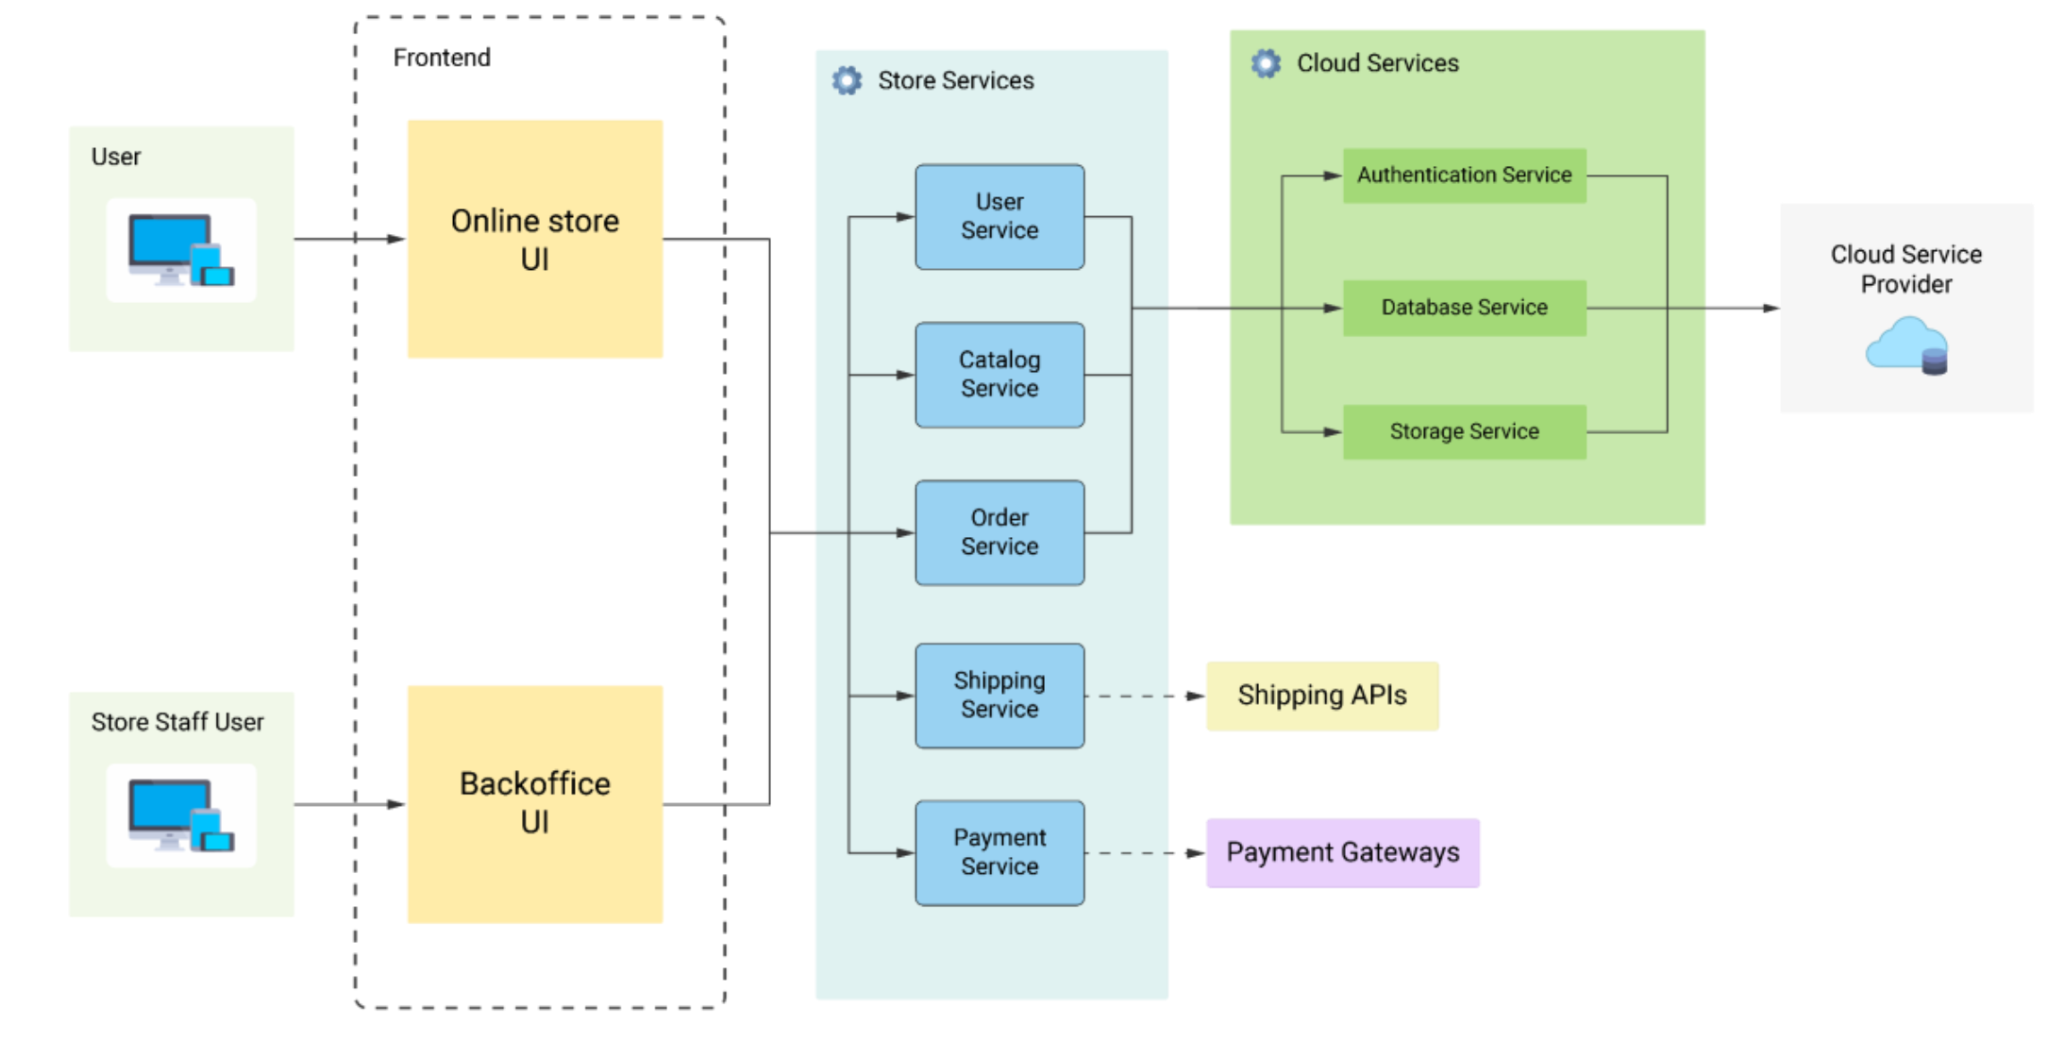 Frontend
User
Online store
UI
Store Staff User
Backoffice
UI
Store Services
User
Service
Catalog
Service
Order
Service
Shipping
Service
Payment
Service
Cloud Services
Authentication Service
Database Service
Storage Service
Shipping APIs
Payment Gateways
Cloud Service
Provider